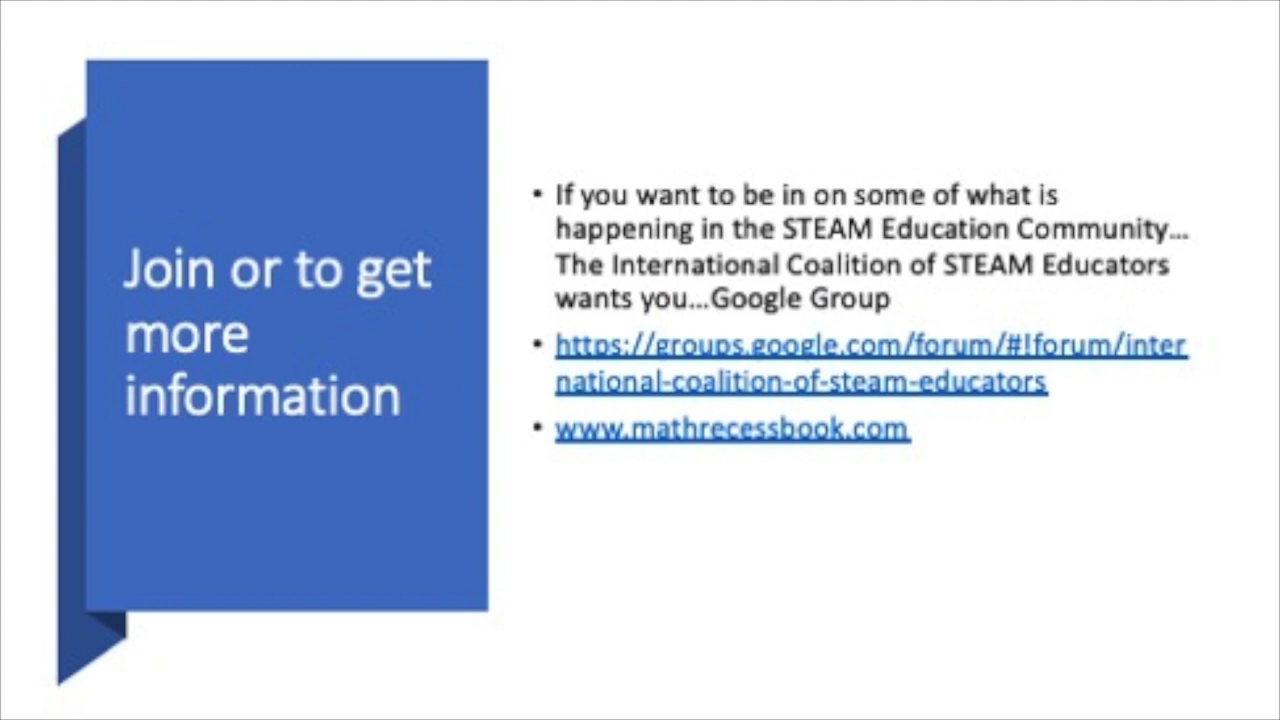 Join or to get
more
information
• If you want to be in on some of what is
happening in the STEAM Education Community…
The International Coalition of STEAM Educators
wants you…Google Group
• https://groups.google.com/forum/#!forum/inter
national-coalition-of-steam-educators
• www.mathrecessbook.com